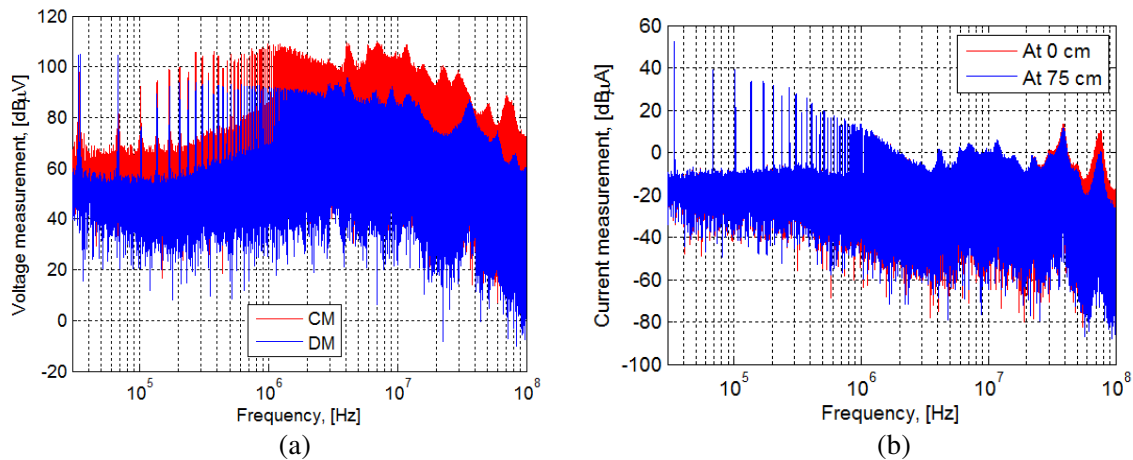 120
100
80
60
40
20
0
-20
Voltage measurement, [dBμV]
CM
DM
10^5
10^6
10^7
10^8
Frequency, [Hz]
(a)
60
40
20
0
-20
-40
-60
-80
-100
Current measurement, [dBμA]
At 0 cm
At 75 cm
10^5
10^6
10^7
10^8
Frequency, [Hz]
(b)